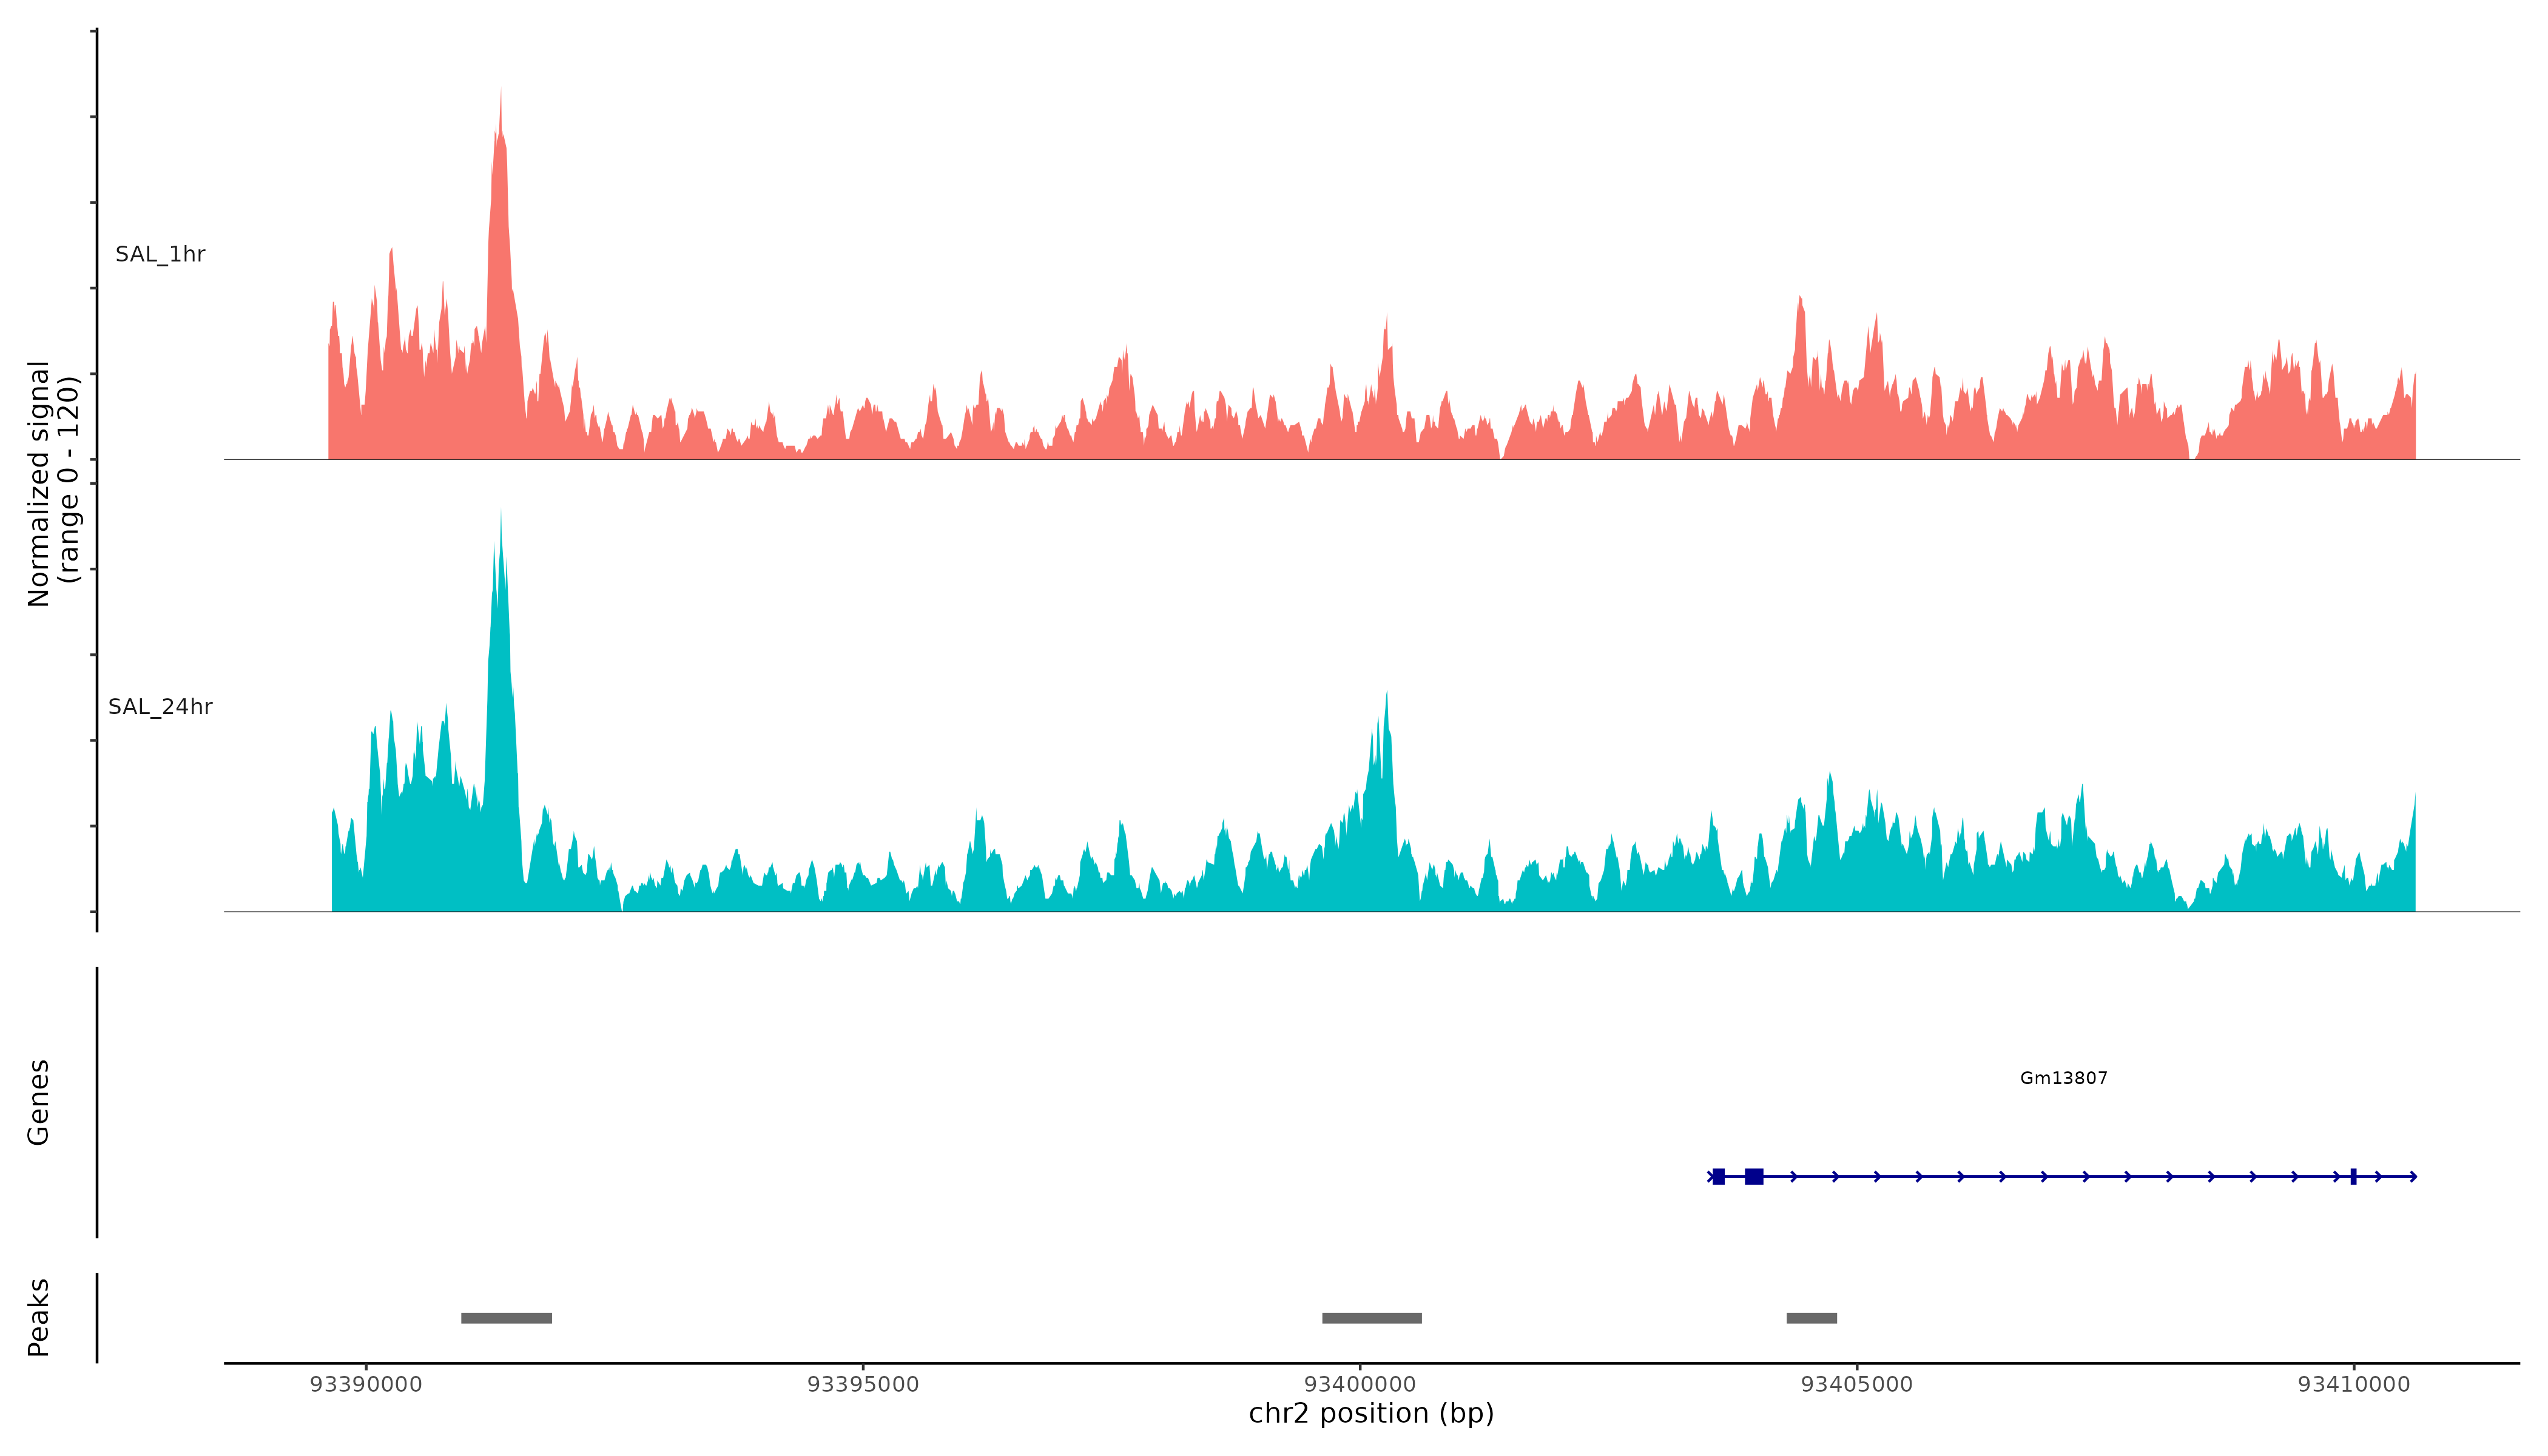 Normalized signal
(range 0 - 120)
SAL_1hr
SAL_24hr
Genes
Gm13807
Peaks
93390000 93395000 93400000 93405000 93410000
chr2 position (bp)